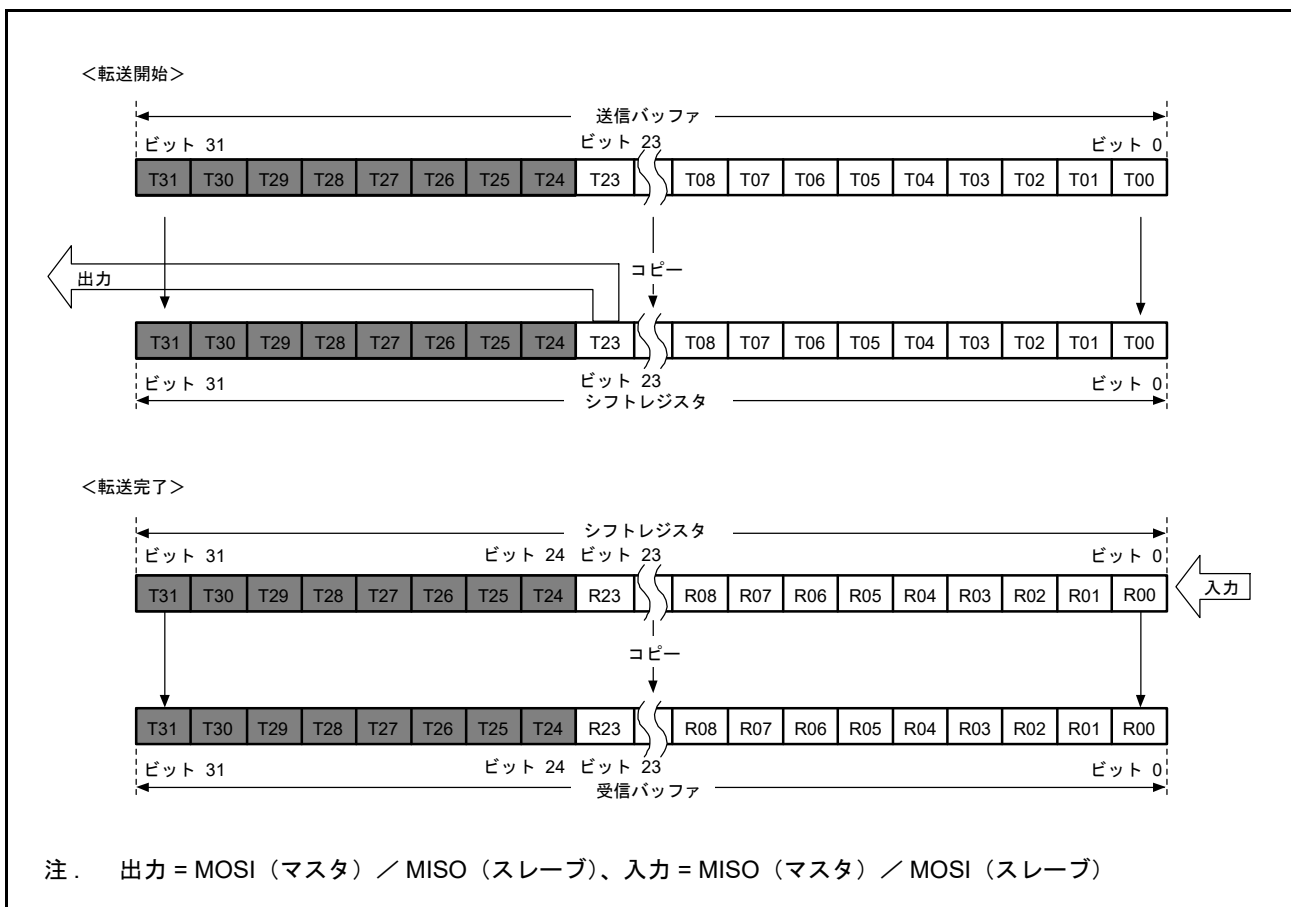 ＜転送開始＞
送信バッファ
ビット 31 ビット 23 ビット 0
T31 T30 T29 T28 T27 T26 T25 T24 T23 T08 T07 T06 T05 T04 T03 T02 T01 T00
出力 コピー
T31 T30 T29 T28 T27 T26 T25 T24 T23 T08 T07 T06 T05 T04 T03 T02 T01 T00
ビット 31 ビット 23 ビット 0
シフトレジスタ
＜転送完了＞
シフトレジスタ
ビット 31 ビット 24 ビット 23 ビット 0
T31 T30 T29 T28 T27 T26 T25 T24 R23 R08 R07 R06 R05 R04 R03 R02 R01 R00 入力
コピー
T31 T30 T29 T28 T27 T26 T25 T24 R23 R08 R07 R06 R05 R04 R03 R02 R01 R00
ビット 31 ビット 24 ビット 23 ビット 0
受信バッファ
注． 出力 = MOSI（マスタ）／ MISO（スレーブ）、入力 = MISO（マスタ）／ MOSI（スレーブ）